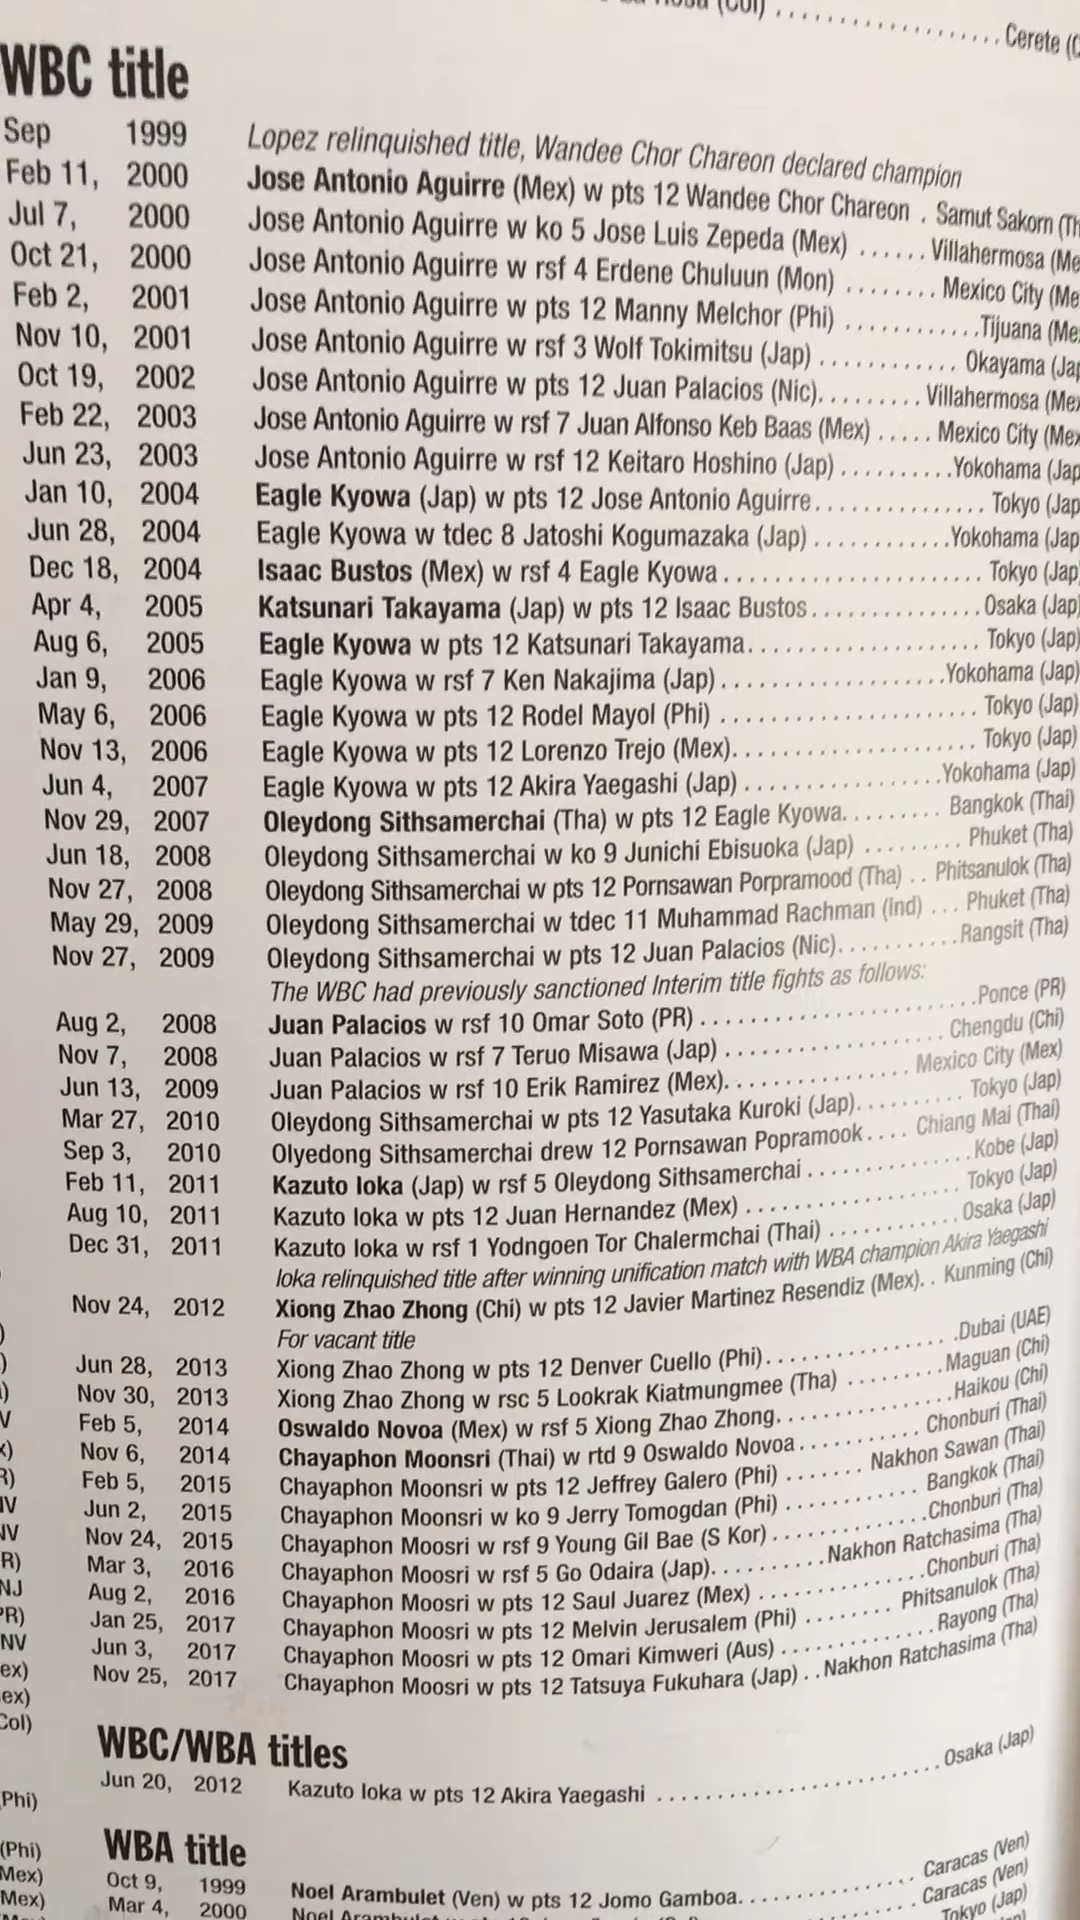 Cerete (C
WBC title
Sep 1999 Lopez relinquished title, Wandee Chor Chareon declared champion
Feb 11, 2000 Jose Antonio Aguirre (Mex) w pts 12 Wandee Chor Chareon . Samut Sakorn (Th
Jul 7, 2000 Jose Antonio Aguirre w ko 5 Jose Luis Zepeda (Mex) ...... Villahermosa (Me
Oct 21, 2000 Jose Antonio Aguirre w rsf 4 Erdene Chuluun (Mon) ........ Mexico City (Me
Feb 2, 2001 Jose Antonio Aguirre w pts 12 Manny Melchor (Phi) ............ Tijuana (Me
Nov 10, 2001 Jose Antonio Aguirre w rsf 3 Wolf Tokimitsu (Jap) ............ Okayama (Jap
Oct 19, 2002 Jose Antonio Aguirre w pts 12 Juan Palacios (Nic)......... Villahermosa (Mex
Feb 22, 2003 Jose Antonio Aguirre w rsf 7 Juan Alfonso Keb Baas (Mex) ..... Mexico City (Mex
Jun 23, 2003 Jose Antonio Aguirre w rsf 12 Keitaro Hoshino (Jap) .......... Yokohama (Jap
Jan 10, 2004 Eagle Kyowa (Jap) w pts 12 Jose Antonio Aguirre............... Tokyo (Jap
Jun 28, 2004 Eagle Kyowa w tdec 8 Jatoshi Kogumazaka (Jap) ............ Yokohama (Jap
Dec 18, 2004 Isaac Bustos (Mex) w rsf 4 Eagle Kyowa...................... Tokyo (Jap)
Apr 4, 2005 Katsunari Takayama (Jap) w pts 12 Isaac Bustos.............. Osaka (Jap)
Aug 6, 2005 Eagle Kyowa w pts 12 Katsunari Takayama.................... Tokyo (Jap)
Jan 9, 2006 Eagle Kyowa w rsf 7 Ken Nakajima (Jap) ................... Yokohama (Jap)
May 6, 2006 Eagle Kyowa w pts 12 Rodel Mayol (Phi) ...................... Tokyo (Jap)
Nov 13, 2006 Eagle Kyowa w pts 12 Lorenzo Trejo (Mex)..................... Tokyo (Jap)
Jun 4, 2007 Eagle Kyowa w pts 12 Akira Yaegashi (Jap) ................. Yokohama (Jap)
Nov 29, 2007 Oleydong Sithsamerchai (Tha) w pts 12 Eagle Kyowa......... Bangkok (Thai)
Jun 18, 2008 Oleydong Sithsamerchai w ko 9 Junichi Ebisuoka (Jap) ......... Phuket (Tha)
Nov 27, 2008 Oleydong Sithsamerchai w pts 12 Pornsawan Porpramood (Tha) .. Phitsanulok (Tha)
May 29, 2009 Oleydong Sithsamerchai w tdec 11 Muhammad Rachman (Ind) ... Phuket (Tha)
Nov 27, 2009 Oleydong Sithsamerchai w pts 12 Juan Palacios (Nic)........... Rangsit (Tha)
The WBC had previously sanctioned Interim title fights as follows:
Aug 2, 2008 Juan Palacios w rsf 10 Omar Soto (PR) ........................ Ponce (PR)
Nov 7, 2008 Juan Palacios w rsf 7 Teruo Misawa (Jap) ................... Chengdu (Chi)
Jun 13, 2009 Juan Palacios w rsf 10 Erik Ramirez (Mex)................ Mexico City (Mex)
Mar 27, 2010 Oleydong Sithsamerchai w pts 12 Yasutaka Kuroki (Jap).......... Tokyo (Jap)
Sep 3, 2010 Olyedong Sithsamerchai drew 12 Pornsawan Popramook.... Chiang Mai (Thai)
Feb 11, 2011 Kazuto Ioka (Jap) w rsf 5 Oleydong Sithsamerchai .............. Kobe (Jap)
Aug 10, 2011 Kazuto Ioka w pts 12 Juan Hernandez (Mex) ................... Tokyo (Jap)
Dec 31, 2011 Kazuto Ioka w rsf 1 Yodngoen Tor Chalermchai (Thai) ............ Osaka (Jap)
Ioka relinquished title after winning unification match with WBA champion Akira Yaegashi
Nov 24, 2012 Xiong Zhao Zhong (Chi) w pts 12 Javier Martinez Resendiz (Mex). . Kunming (Chi)
For vacant title
Jun 28, 2013 Xiong Zhao Zhong w pts 12 Denver Cuello (Phi)................. Dubai (UAE)
Nov 30, 2013 Xiong Zhao Zhong w rsc 5 Lookrak Kiatmungmee (Tha) ........ Maguan (Chi)
Feb 5, 2014 Oswaldo Novoa (Mex) w rsf 5 Xiong Zhao Zhong............... Haikou (Chi)
Nov 6, 2014 Chayaphon Moonsri (Thai) w rtd 9 Oswaldo Novoa........... Chonburi (Thai)
Feb 5, 2015 Chayaphon Moonsri w pts 12 Jeffrey Galero (Phi) ....... Nakhon Sawan (Thai)
Jun 2, 2015 Chayaphon Moonsri w ko 9 Jerry Tomogdan (Phi) ........... Bangkok (Thai)
Nov 24, 2015 Chayaphon Moosri w rsf 9 Young Gil Bae (S Kor) ............. Chonburi (Tha)
Mar 3, 2016 Chayaphon Moosri w rsf 5 Go Odaira (Jap)......... Nakhon Ratchasima (Tha)
Aug 2, 2016 Chayaphon Moosri w pts 12 Saul Juarez (Mex) .............. Chonburi (Tha)
Jan 25, 2017 Chayaphon Moosri w pts 12 Melvin Jerusalem (Phi) ........ Phitsanulok (Tha)
Jun 3, 2017 Chayaphon Moosri w pts 12 Omari Kimweri (Aus) ............. Rayong (Tha)
Nov 25, 2017 Chayaphon Moosri w pts 12 Tatsuya Fukuhara (Jap) .. Nakhon Ratchasima (Tha)
WBC/WBA titles
Jun 20, 2012 Kazuto Ioka w pts 12 Akira Yaegashi ......................... Osaka (Jap)
WBA title
Oct 9, 1999 Noel Arambulet (Ven) w pts 12 Jomo Gamboa................ Caracas (Ven)
Mar 4, 2000 Noel Caracas (Ven)
Tokyo (Jap)